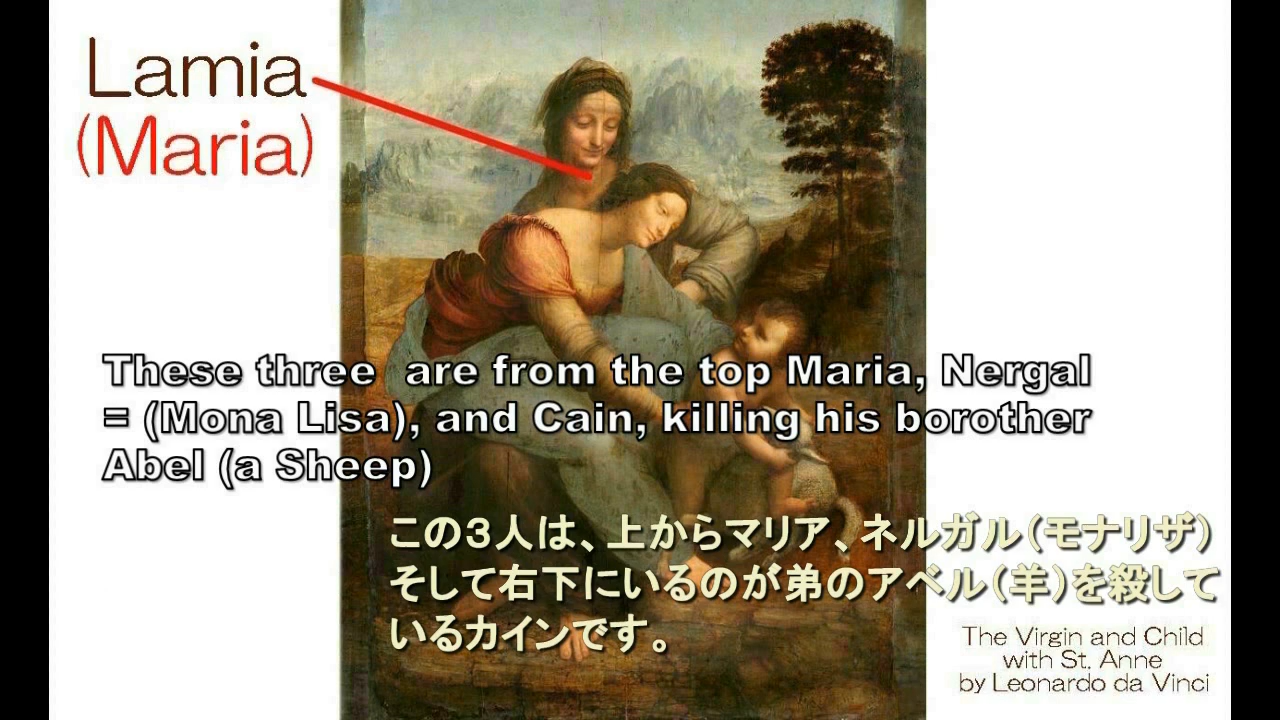 Lamia
(Maria)
These three are from the top Maria, Nergal
= (Mona Lisa), and Cain, killing his borother
Abel (a Sheep)
この３人は、上からマリア、ネルガル（モナリザ）
そして右下にいるのが弟のアベル（羊）を殺して
いるカインです。
The Virgin and Child
with St. Anne
by Leonardo da Vinci